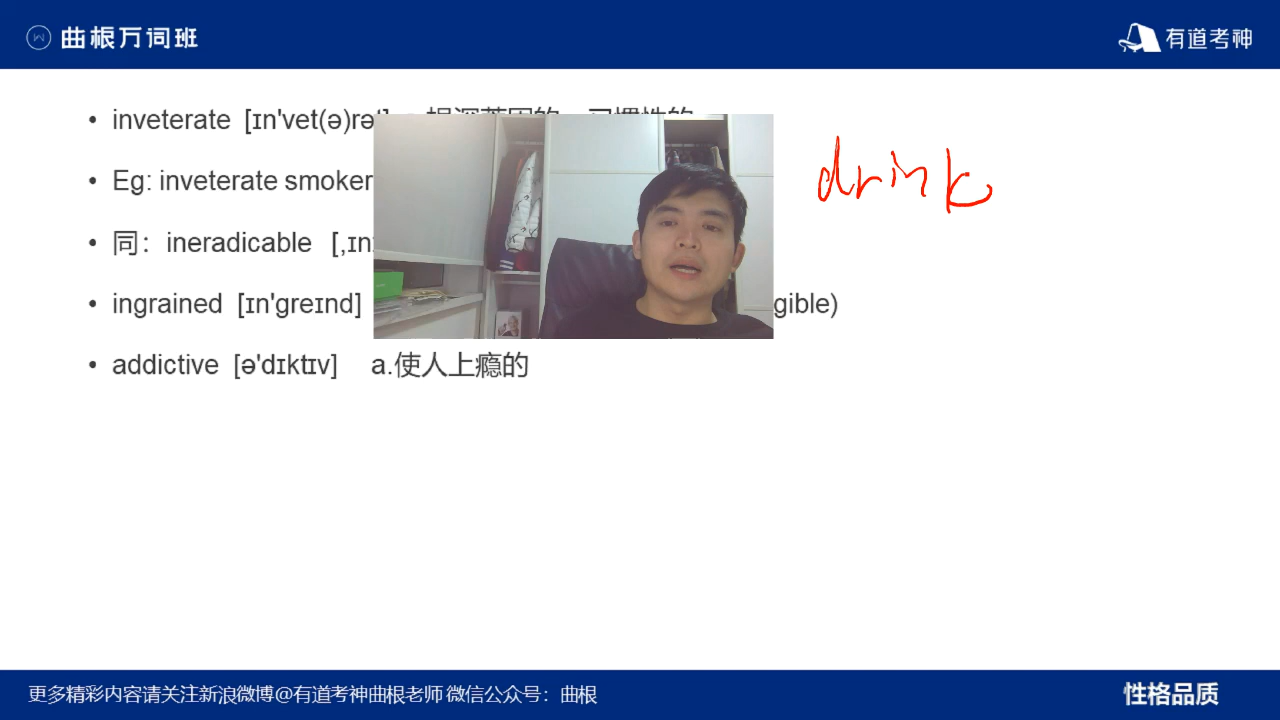 曲根万词班
有道考神
• inveterate [ɪn'vet(ə)rət]
drink
• Eg: inveterate smoker
• 同：ineradicable [,ɪn
• ingrained [ɪn'greɪnd] gible)
• addictive [ə'dɪktɪv] a.使人上瘾的
更多精彩内容请关注新浪微博@有道考神曲根老师 微信公众号：曲根
性格品质